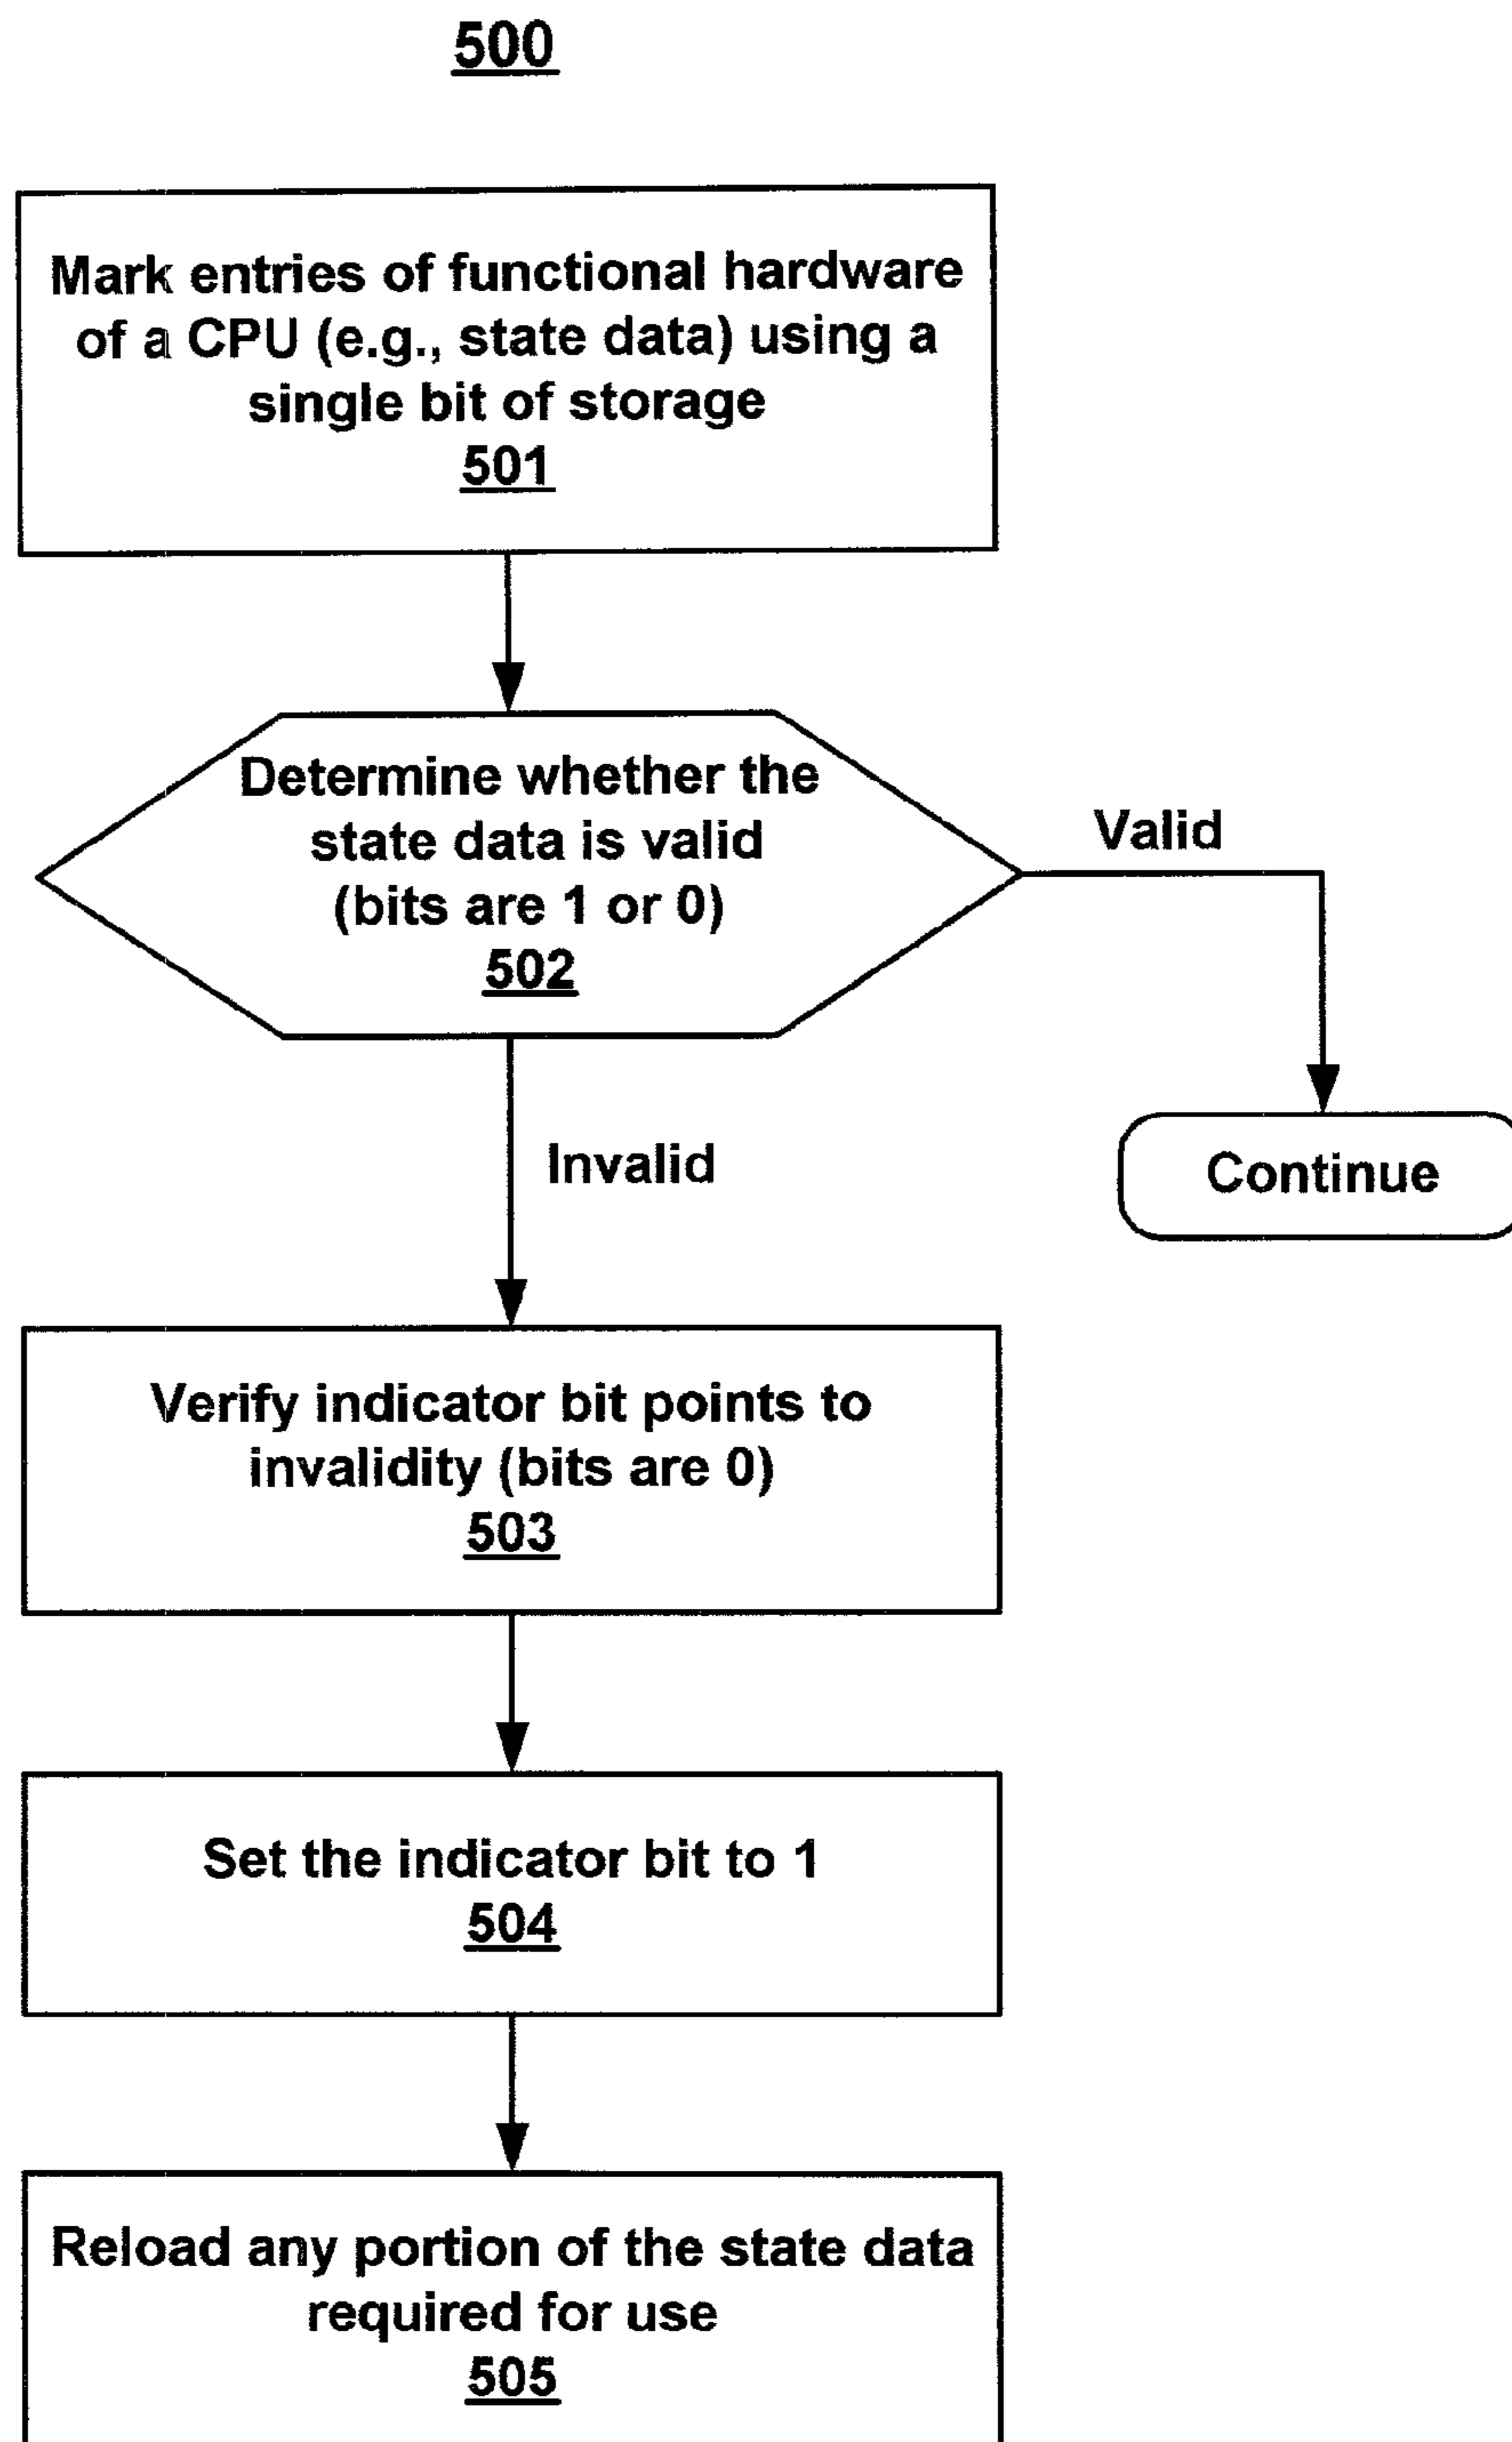 500
Mark entries of functional hardware
of a CPU (e.g., state data) using a
single bit of storage
501
Determine whether the
state data is valid
(bits are 1 or 0)
502
Valid
Continue
Invalid
Verify indicator bit points to
invalidity (bits are 0)
503
Set the indicator bit to 1
504
Reload any portion of the state data
required for use
505